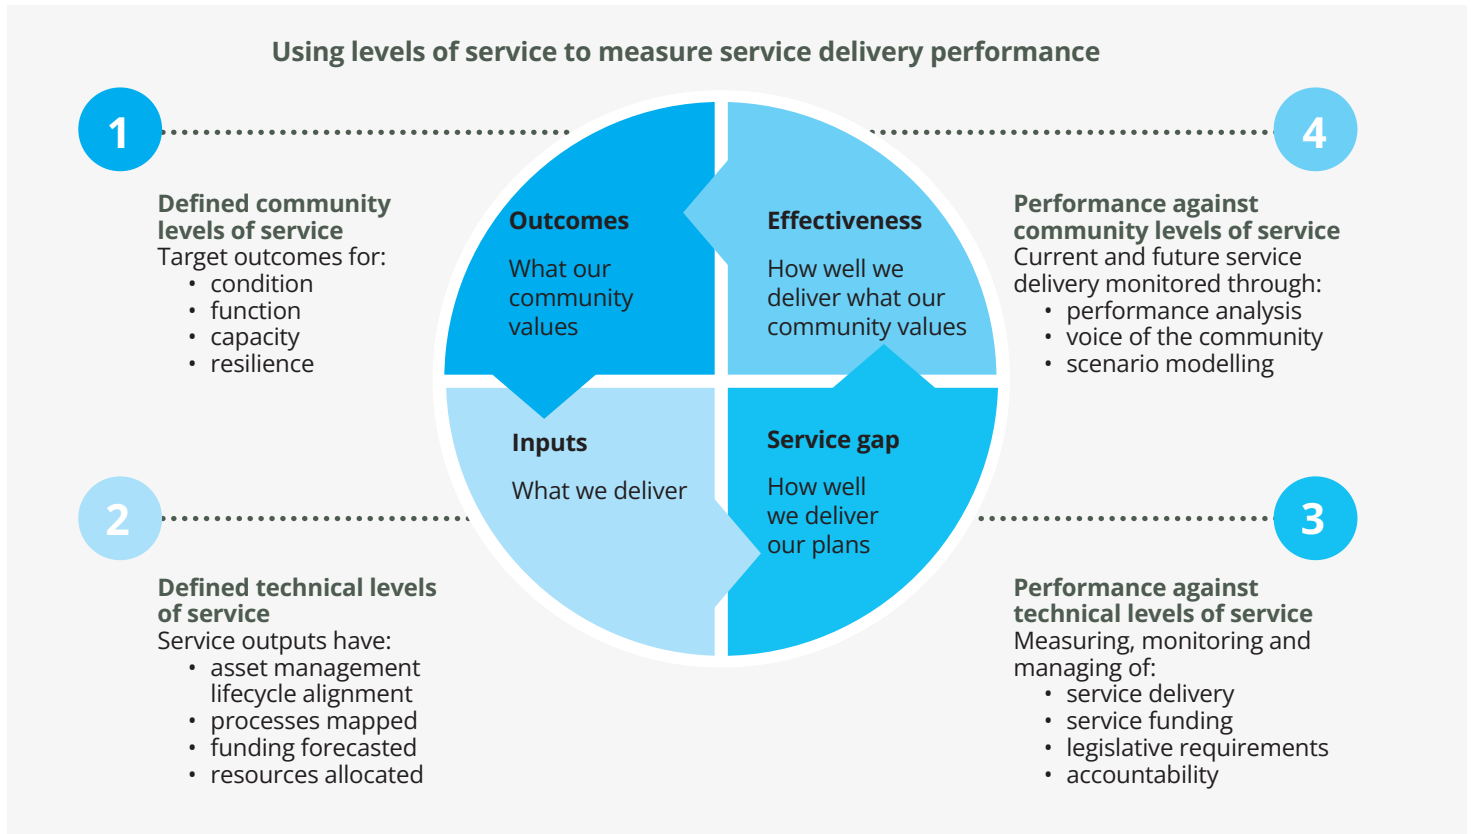 Using levels of service to measure service delivery performance
1
Defined community
levels of service
Target outcomes for:
• condition
• function
• capacity
• resilience
Outcomes
What our
community
values
Effectiveness
How well we
deliver what our
community values
4
Performance against
community levels of service
Current and future service
delivery monitored through:
• performance analysis
• voice of the community
• scenario modelling
2
Defined technical levels
of service
Service outputs have:
• asset management
lifecycle alignment
• processes mapped
• funding forecasted
• resources allocated
Inputs
What we deliver
Service gap
How well
we deliver
our plans
3
Performance against
technical levels of service
Measuring, monitoring and
managing of:
• service delivery
• service funding
• legislative requirements
• accountability